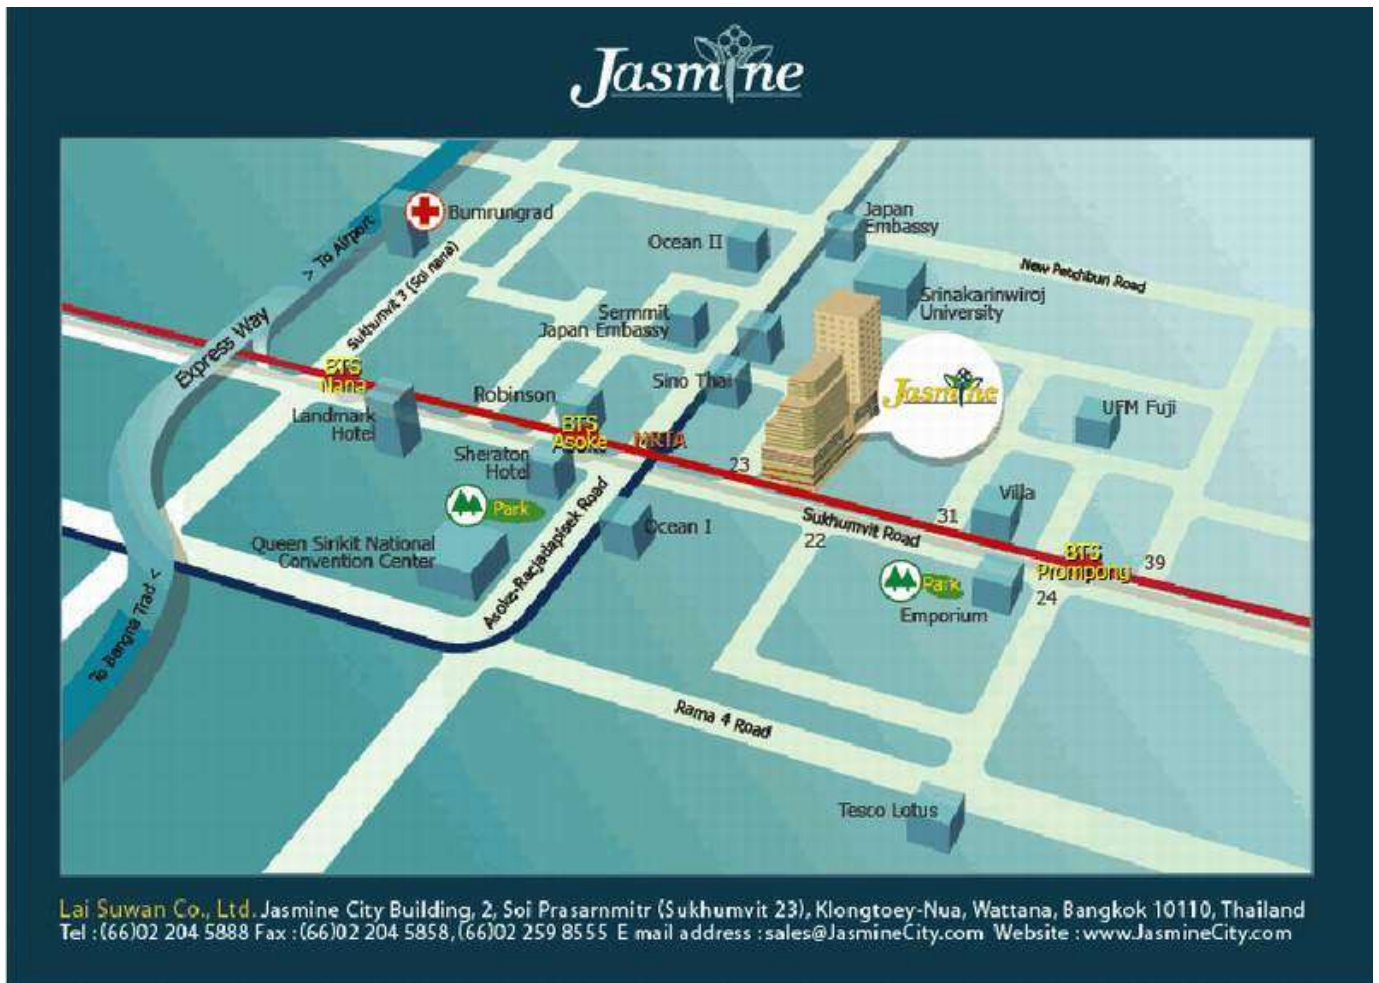 Jasmine
Bumrungrad
> To Airport
Sukhumvit 3 (Soi nana)
Express Way
Ocean II
Japan
Embassy
New Petchburi Road
Srinakarinwiroj
University
Sermmit
Japan Embassy
Sino Thai
Jasmine
UFM Fuji
BTS
Nana
Landmark
Hotel
Robinson
BTS
Asoke
MRTA
Sheraton
Hotel
23
Park
Villa
31
Sukhumvit Road
22
Ocean I
Queen Sirikit National
Convention Center
Asoke-Racjadapisek Road
BTS
Prompong
39
24
Park
Emporium
To Bangna Trad <
Rama 4 Road
Tesco Lotus
Lai Suwan Co., Ltd. Jasmine City Building, 2, Soi Prasarnmitr (Sukhumvit 23), Klongtoey-Nua, Wattana, Bangkok 10110, Thailand
Tel :(66)02 204 5888 Fax :(66)02 204 5858, (66)02 259 8555 E mail address :sales@JasmineCity.com Website :www.JasmineCity.com